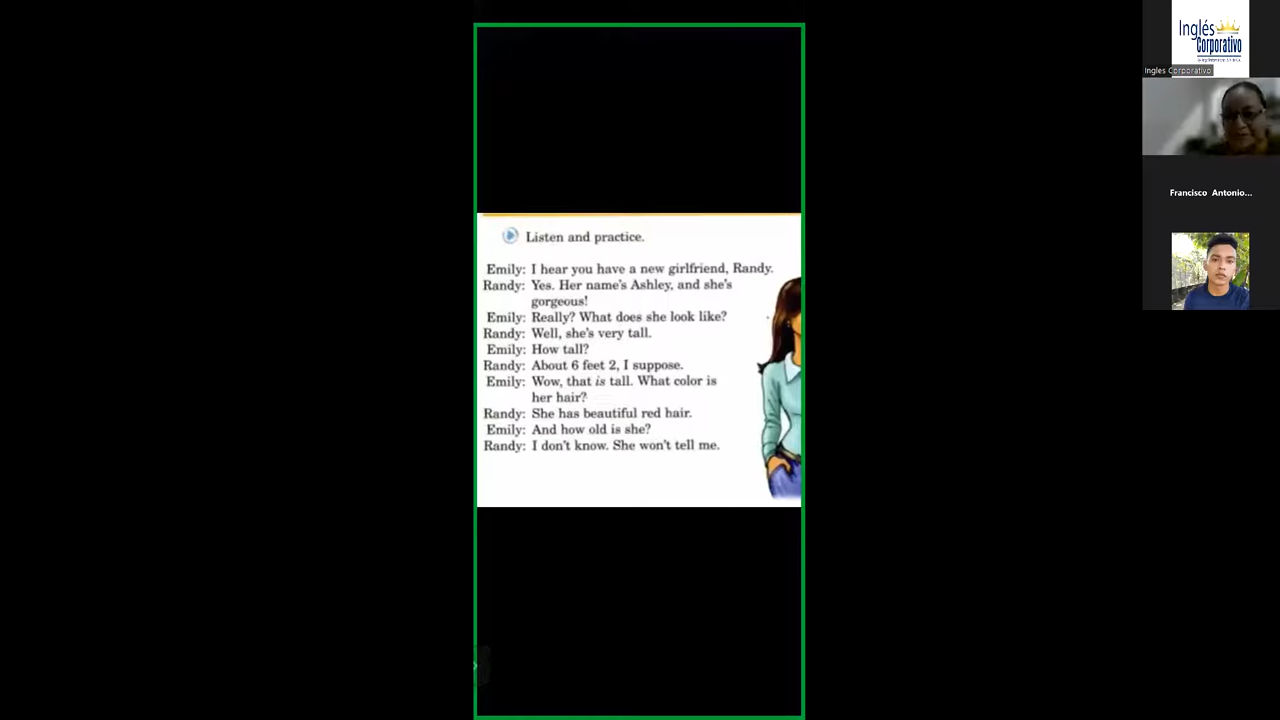 Inglés
Corporativo
Ingles Corporativo
Francisco Antonio...
Listen and practice.
Emily: I hear you have a new girlfriend, Randy.
Randy: Yes. Her name's Ashley, and she's
gorgeous!
Emily: Really? What does she look like?
Randy: Well, she's very tall.
Emily: How tall?
Randy: About 6 feet 2, I suppose.
Emily: Wow, that is tall. What color is
her hair?
Randy: She has beautiful red hair.
Emily: And how old is she?
Randy: I don't know. She won't tell me.